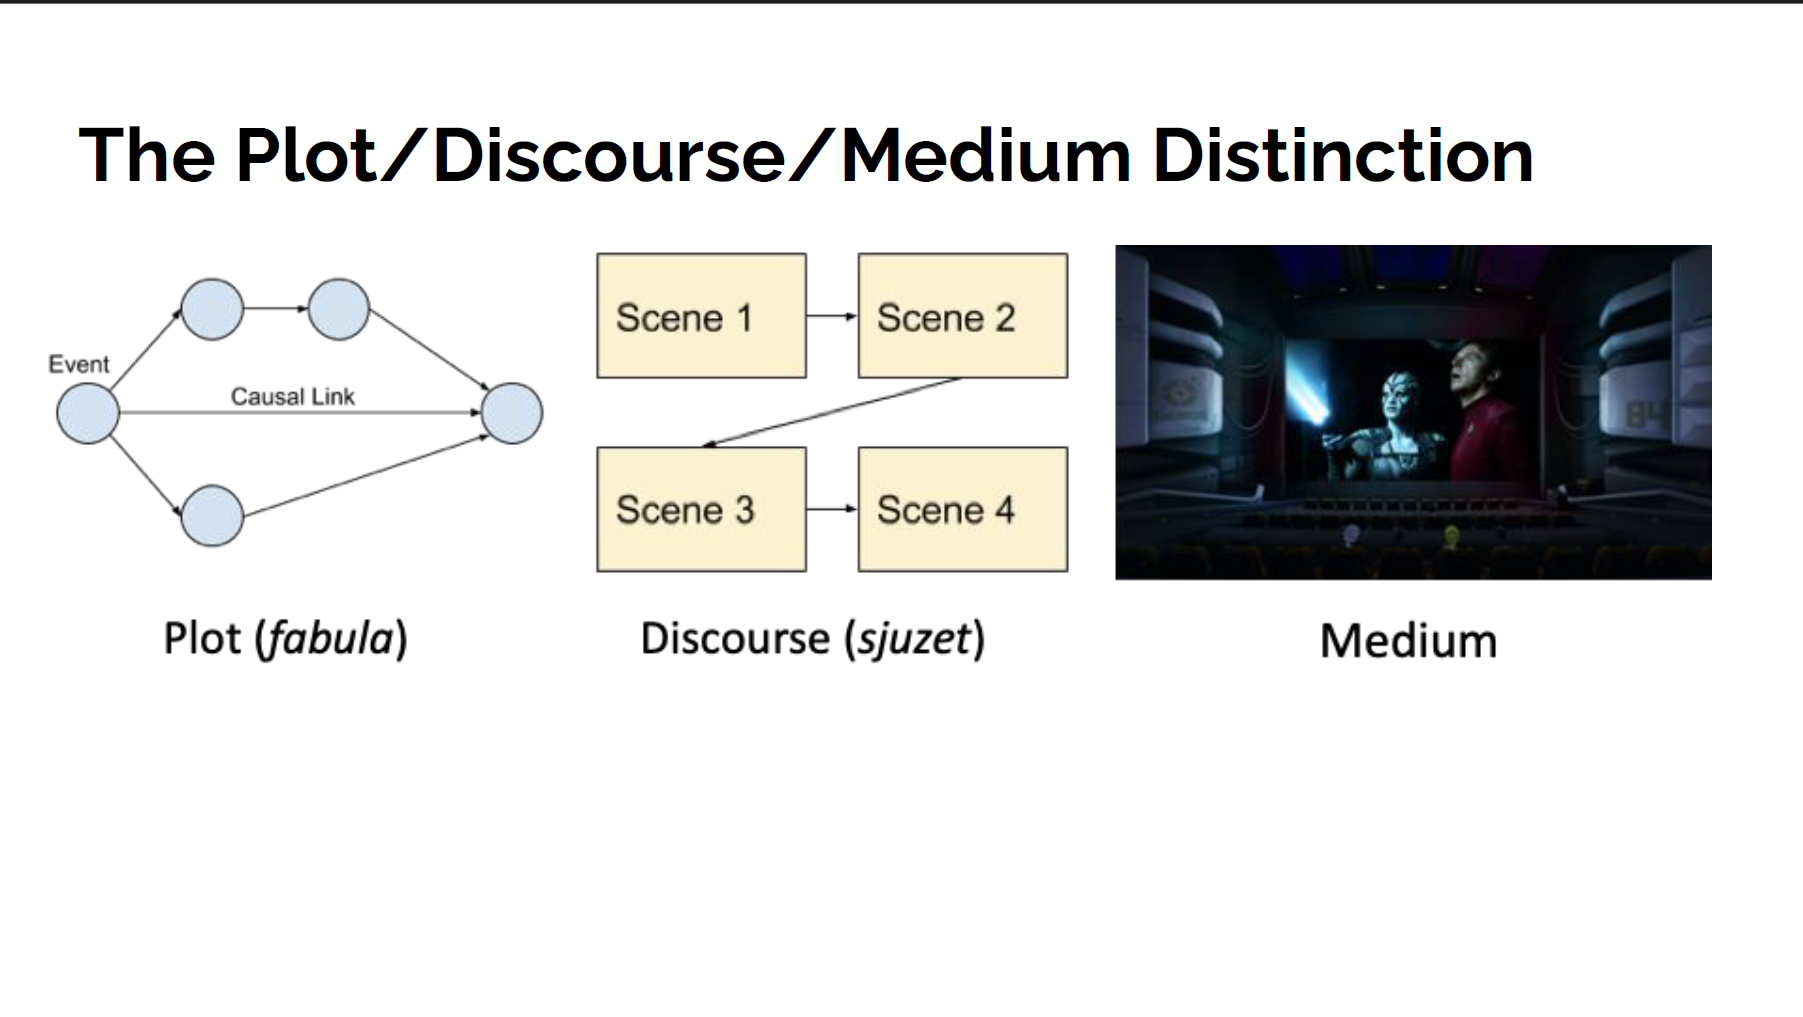 The Plot/Discourse/Medium Distinction
Event
Causal Link
Plot (fabula)
Scene 1
Scene 2
Scene 3
Scene 4
Discourse (sjuzet)
84
Medium